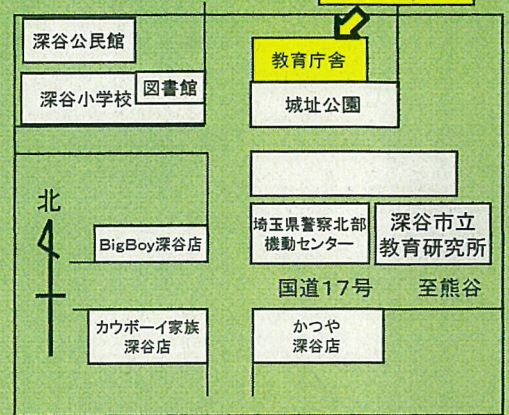 深谷公民館
教育庁舎
深谷小学校
図書館
城址公園
北
BigBoy深谷店
埼玉県警察北部
機動センター
深谷市立
教育研究所
国道17号
至熊谷
カウボーイ家族
深谷店
かつや
深谷店